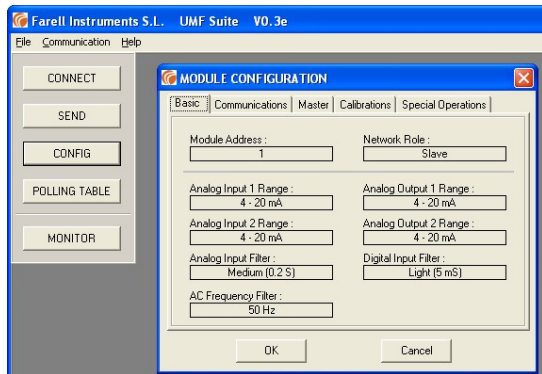 Farell Instruments S.L. UMF Suite V0.3e
File Communication Help
CONNECT
SEND
CONFIG
POLLING TABLE
MONITOR
MODULE CONFIGURATION
Basic Communications Master Calibrations Special Operations
Module Address :
1
Network Role :
Slave
Analog Input 1 Range :
4 - 20 mA
Analog Output 1 Range :
4 - 20 mA
Analog Input 2 Range :
4 - 20 mA
Analog Output 2 Range :
4 - 20 mA
Analog Input Filter :
Medium (0.2 S)
Digital Input Filter :
Light (5 mS)
AC Frequency Filter :
50 Hz
OK
Cancel